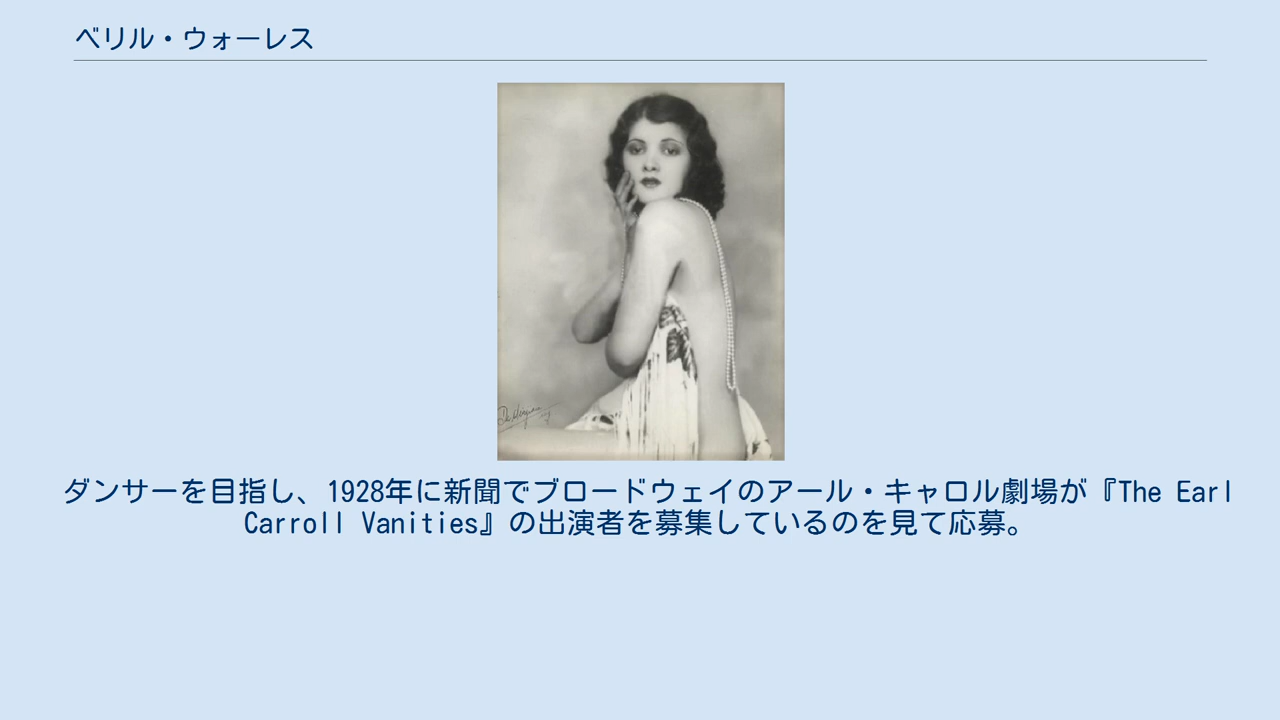 ベリル・ウォーレス
ダンサーを目指し、1928年に新聞でブロードウェイのアール・キャロル劇場が『The Earl
Carroll Vanities』の出演者を募集しているのを見て応募。